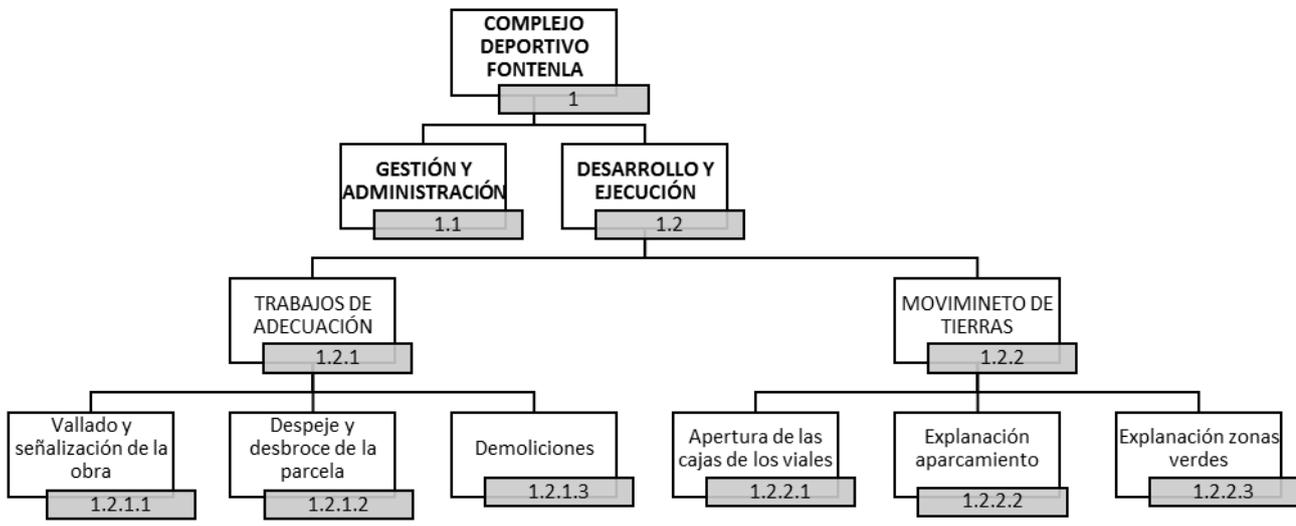 COMPLEJO
DEPORTIVO
FONTENLA
1
GESTIÓN Y
ADMINISTRACIÓN
1.1
DESARROLLO Y
EJECUCIÓN
1.2
TRABAJOS DE
ADECUACIÓN
1.2.1
MOVIMINETO DE
TIERRAS
1.2.2
Vallado y
señalización de la
obra
1.2.1.1
Despeje y
desbroce de la
parcela
1.2.1.2
Demoliciones
1.2.1.3
Apertura de las
cajas de los viales
1.2.2.1
Explanación
aparcamiento
1.2.2.2
Explanación zonas
verdes
1.2.2.3